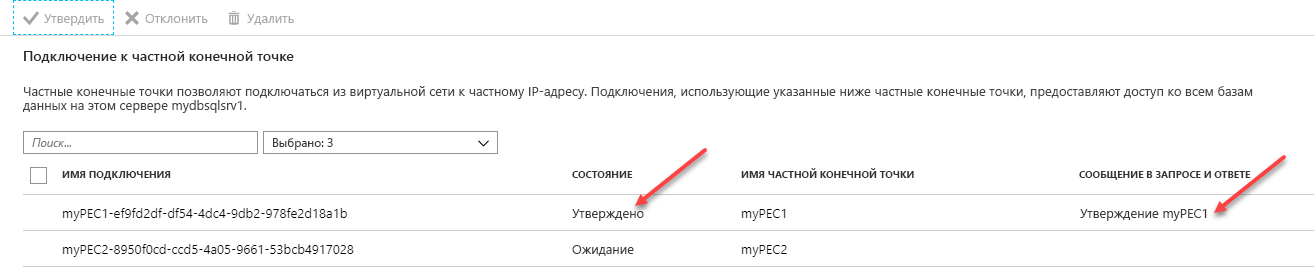 Утвердить Отклонить Удалить
Подключение к частной конечной точке
Частные конечные точки позволяют подключаться из виртуальной сети к частному IP-адресу. Подключения, использующие указанные ниже частные конечные точки, предоставляют доступ ко всем базам
данных на этом сервере mydbsqlsrv1.
Поиск... Выбрано: 3
ИМЯ ПОДКЛЮЧЕНИЯ СОСТОЯНИЕ ИМЯ ЧАСТНОЙ КОНЕЧНОЙ ТОЧКИ СООБЩЕНИЕ В ЗАПРОСЕ И ОТВЕТЕ
myPEC1-ef9fd2df-df54-4dc4-9db2-978fe2d18a1b Утверждено myPEC1 Утверждение myPEC1
myPEC2-8950f0cd-ccd5-4a05-9661-53bcb4917028 Ожидание myPEC2